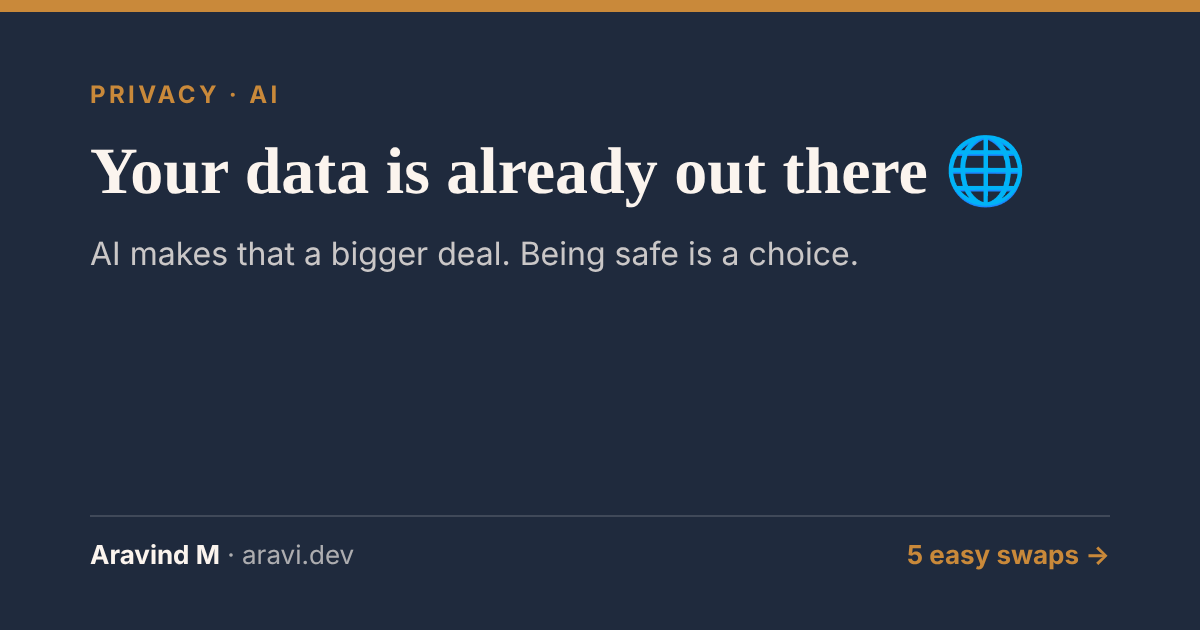 PRIVACY · AI
Your data is already out there 🌐
AI makes that a bigger deal. Being safe is a choice.
Aravind M · aravi.dev
5 easy swaps →